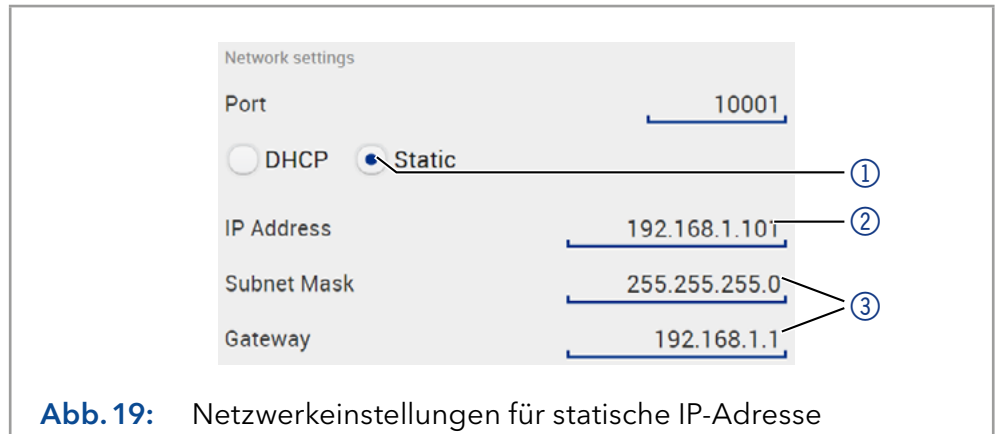 Network settings
Port 10001
DHCP Static
①
IP Address 192.168.1.101 ②
Subnet Mask 255.255.255.0
③
Gateway 192.168.1.1
Abb. 19: Netzwerkeinstellungen für statische IP-Adresse